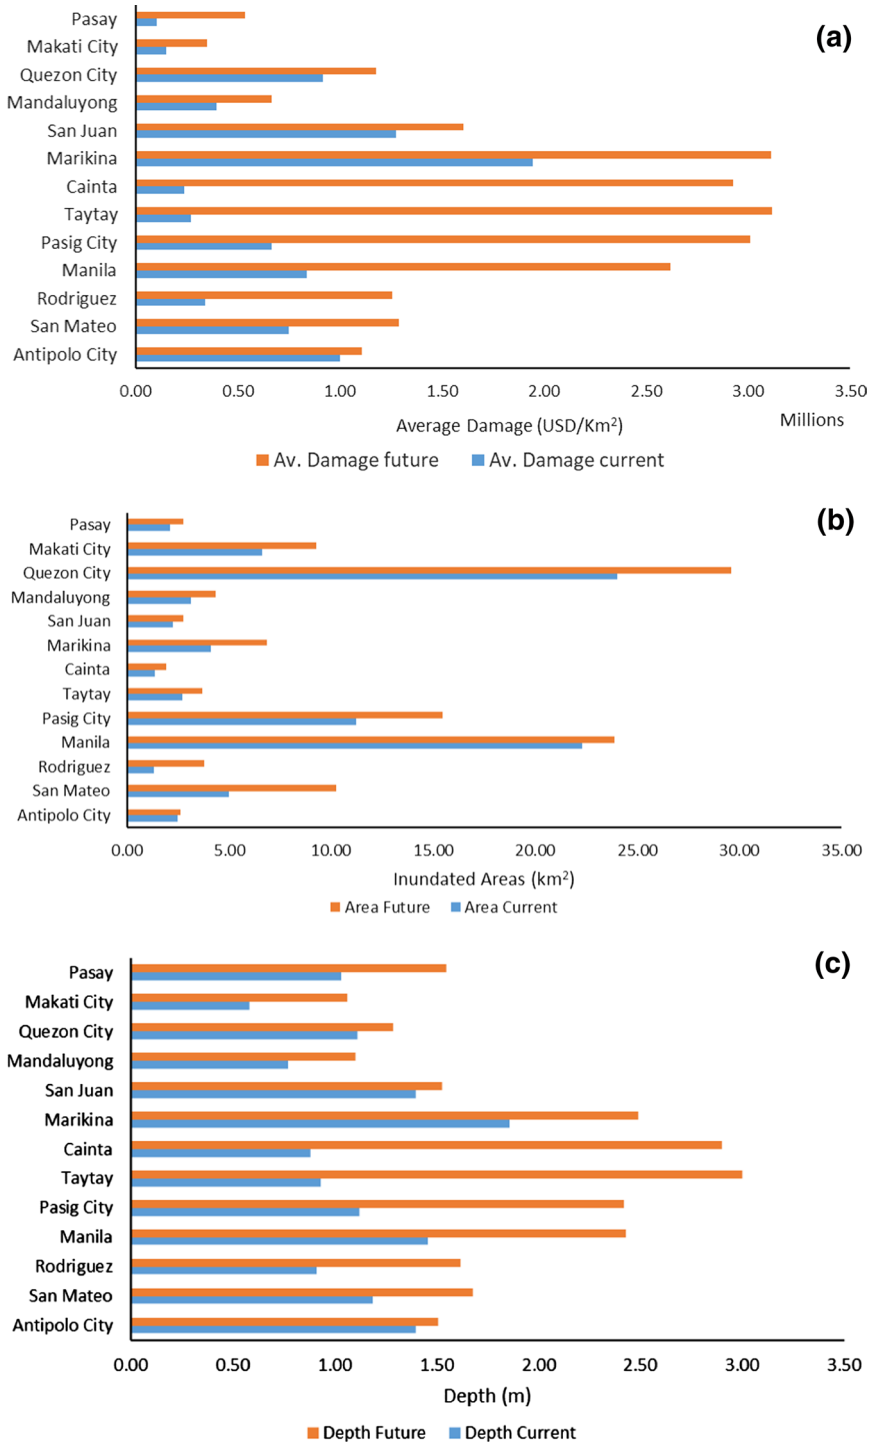 (a)
Pasay
Makati City
Quezon City
Mandaluyong
San Juan
Marikina
Cainta
Taytay
Pasig City
Manila
Rodriguez
San Mateo
Antipolo City
0.00 0.50 1.00 1.50 2.00 2.50 3.00 3.50
Average Damage (USD/Km²) Millions
Av. Damage future Av. Damage current
(b)
Pasay
Makati City
Quezon City
Mandaluyong
San Juan
Marikina
Cainta
Taytay
Pasig City
Manila
Rodriguez
San Mateo
Antipolo City
0.00 5.00 10.00 15.00 20.00 25.00 30.00 35.00
Inundated Areas (km²)
Area Future Area Current
(c)
Pasay
Makati City
Quezon City
Mandaluyong
San Juan
Marikina
Cainta
Taytay
Pasig City
Manila
Rodriguez
San Mateo
Antipolo City
0.00 0.50 1.00 1.50 2.00 2.50 3.00 3.50
Depth (m)
Depth Future Depth Current